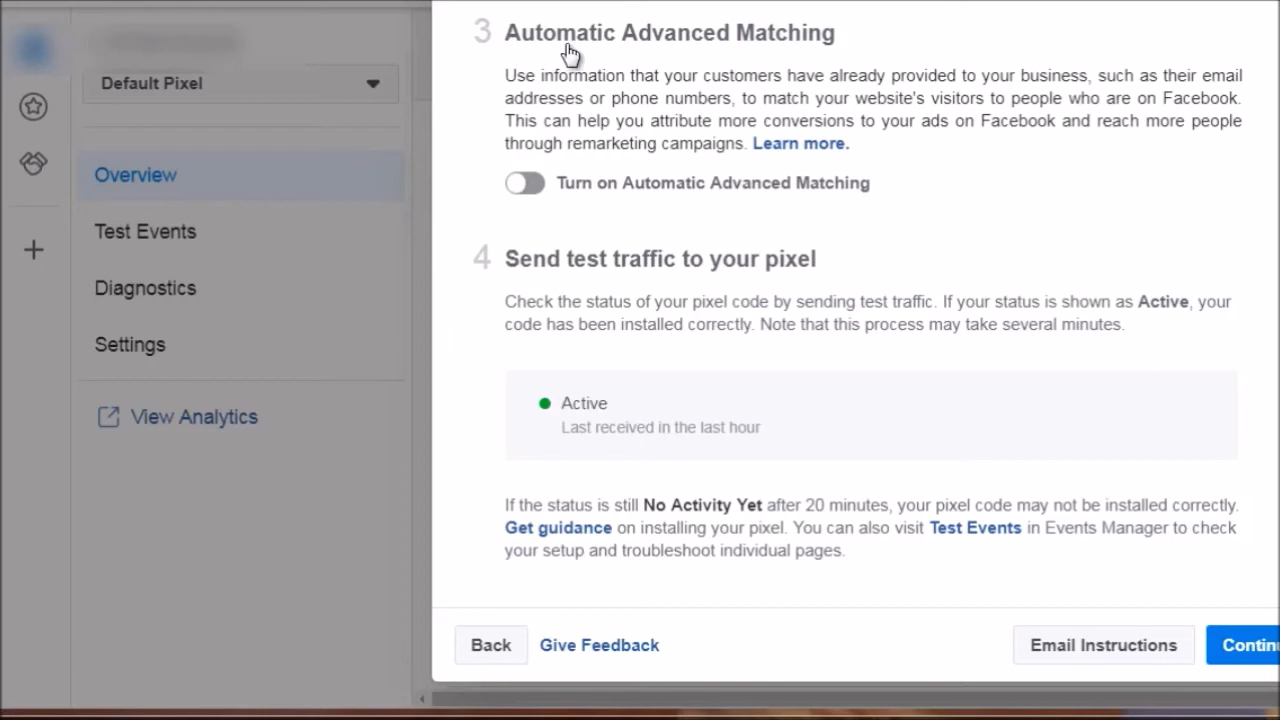 Default Pixel
Overview
Test Events
Diagnostics
Settings
View Analytics
3 Automatic Advanced Matching
Use information that your customers have already provided to your business, such as their email
addresses or phone numbers, to match your website's visitors to people who are on Facebook.
This can help you attribute more conversions to your ads on Facebook and reach more people
through remarketing campaigns. Learn more.
Turn on Automatic Advanced Matching
4 Send test traffic to your pixel
Check the status of your pixel code by sending test traffic. If your status is shown as Active, your
code has been installed correctly. Note that this process may take several minutes.
Active
Last received in the last hour
If the status is still No Activity Yet after 20 minutes, your pixel code may not be installed correctly.
Get guidance on installing your pixel. You can also visit Test Events in Events Manager to check
your setup and troubleshoot individual pages.
Back Give Feedback Email Instructions Contin